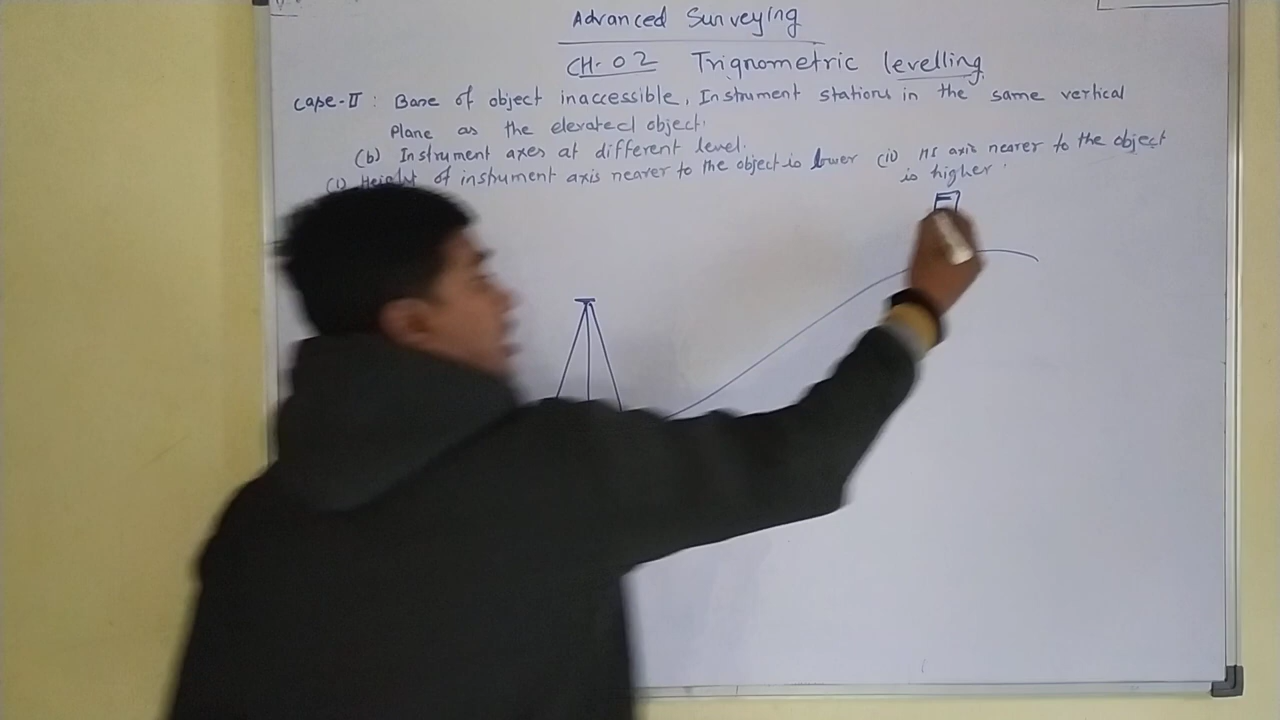 Advanced Surveying
CH-02 Trignometric levelling
Case-II : Base of object inaccessible, Instrument stations in the same vertical
Plane as the elevated object.
(b) Instrument axes at different level.
(i) Height of instrument axis nearer to the object is lower (ii) HI axis nearer to the object
is higher.